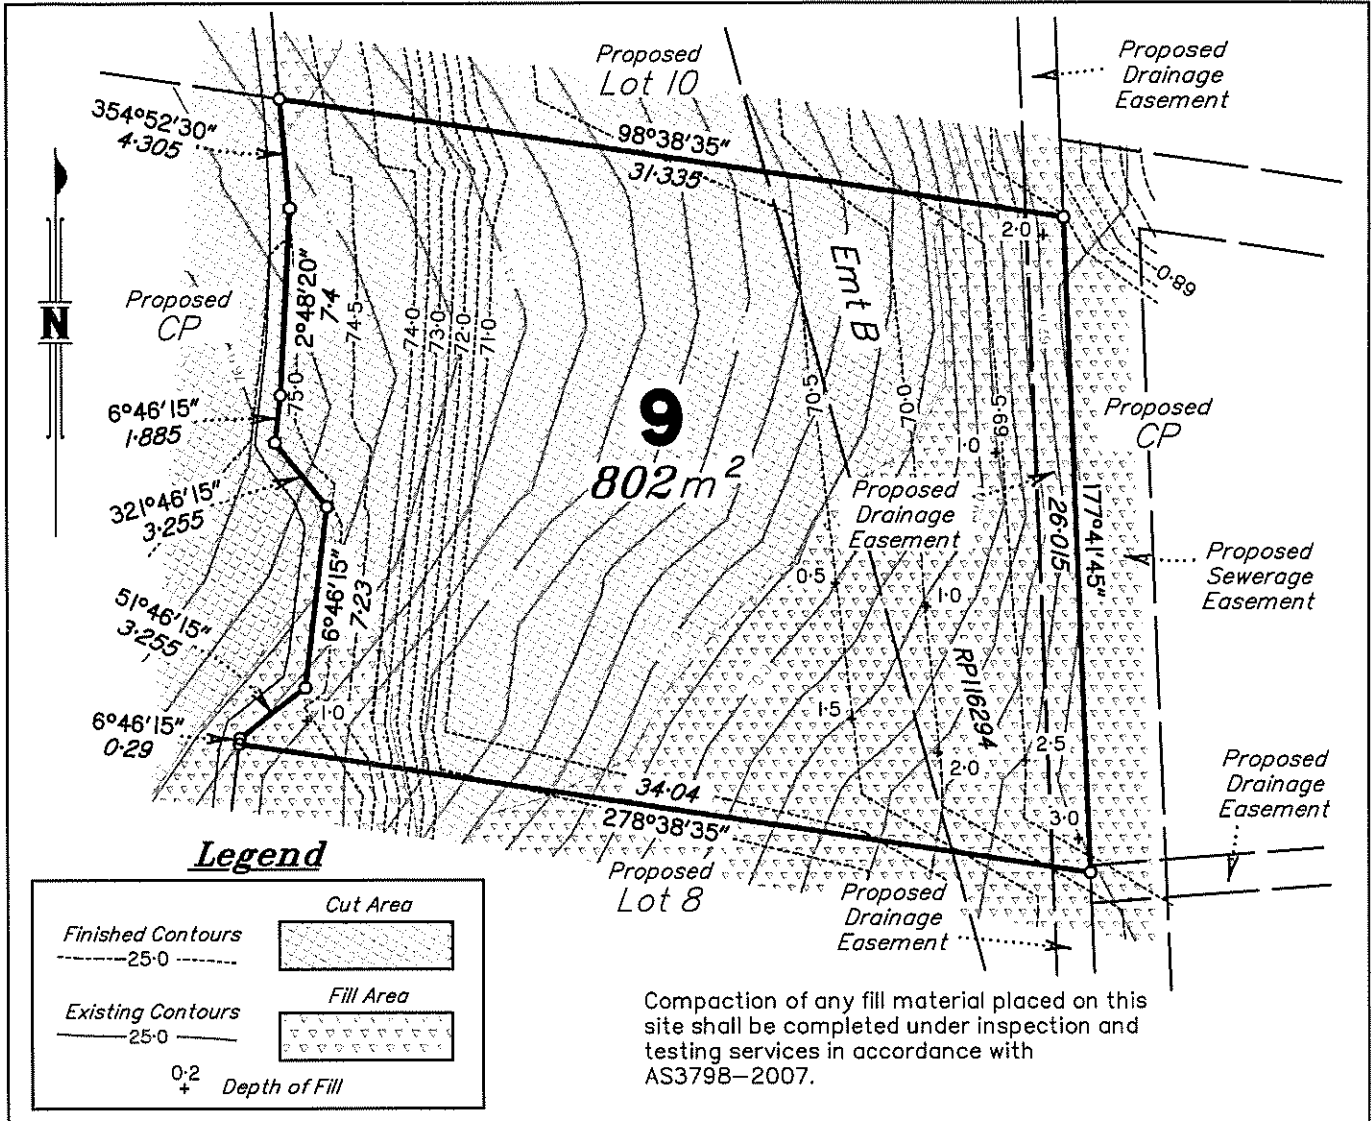 Proposed
Lot 10
Proposed
Drainage
Easement
354°52'30"
4·305
98°38'35"
31·335
2·0
68·0
N
Proposed
CP
2°48'20"
7·4
74·5
74·0
73·0
72·0
71·0
75·0
Emt B
70·5
70·0
69·5
6°46'15"
1·885
9
802m²
Proposed
CP
1·0
321°46'15"
3·255
Proposed
Drainage
Easement
26·015
177°41'45"
Proposed
Sewerage
Easement
0·5
1·0
51°46'15"
3·255
6°46'15"
7·23
RP116294
6°46'15"
0·29
1·0
1·5
2·0
2·5
3·0
34·04
278°38'35"
Proposed
Drainage
Easement
Proposed
Lot 8
Proposed
Drainage
Easement
Legend
Cut Area
Finished Contours
25·0
Fill Area
Existing Contours
25·0
0·2
Depth of Fill
Compaction of any fill material placed on this
site shall be completed under inspection and
testing services in accordance with
AS3798–2007.